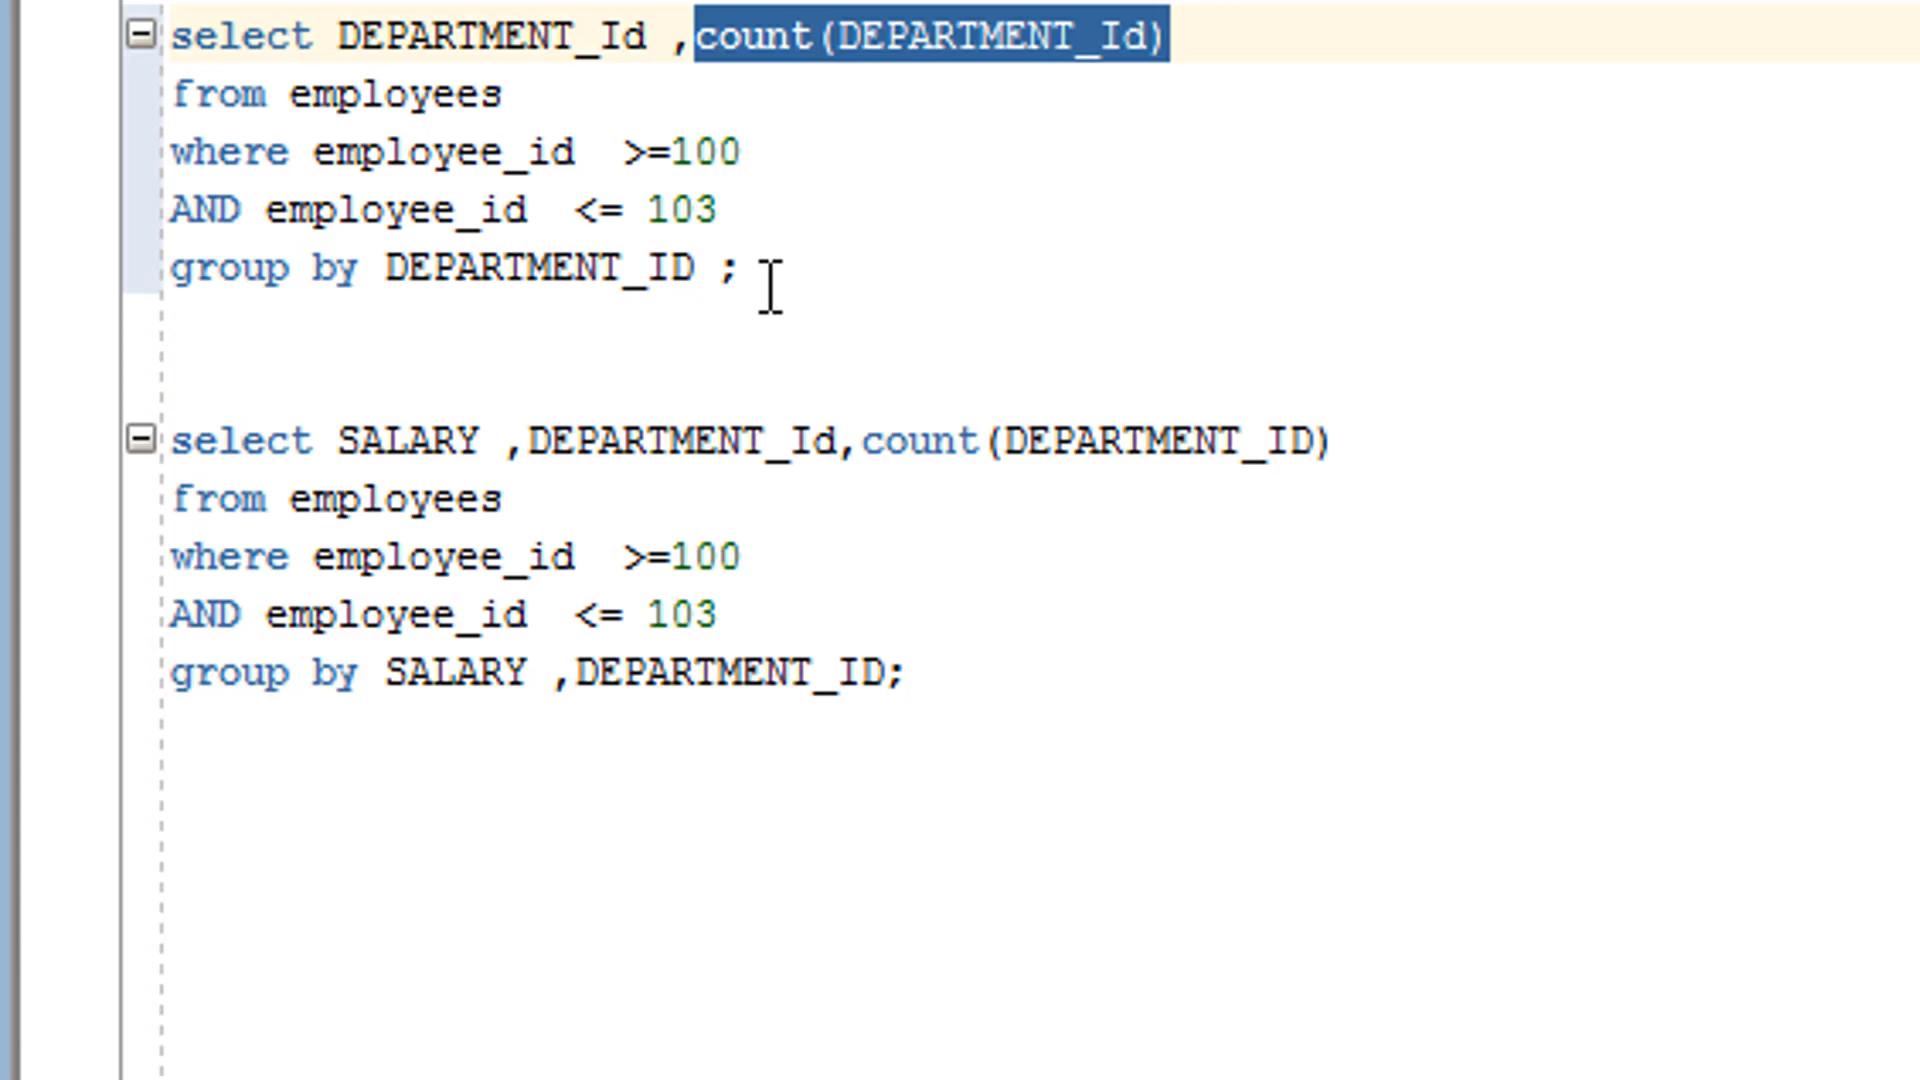 select DEPARTMENT_Id ,count(DEPARTMENT_Id)
from employees
where employee_id  >=100
AND employee_id  <= 103
group by DEPARTMENT_ID ;
select SALARY ,DEPARTMENT_Id,count(DEPARTMENT_ID)
from employees
where employee_id  >=100
AND employee_id  <= 103
group by SALARY ,DEPARTMENT_ID;